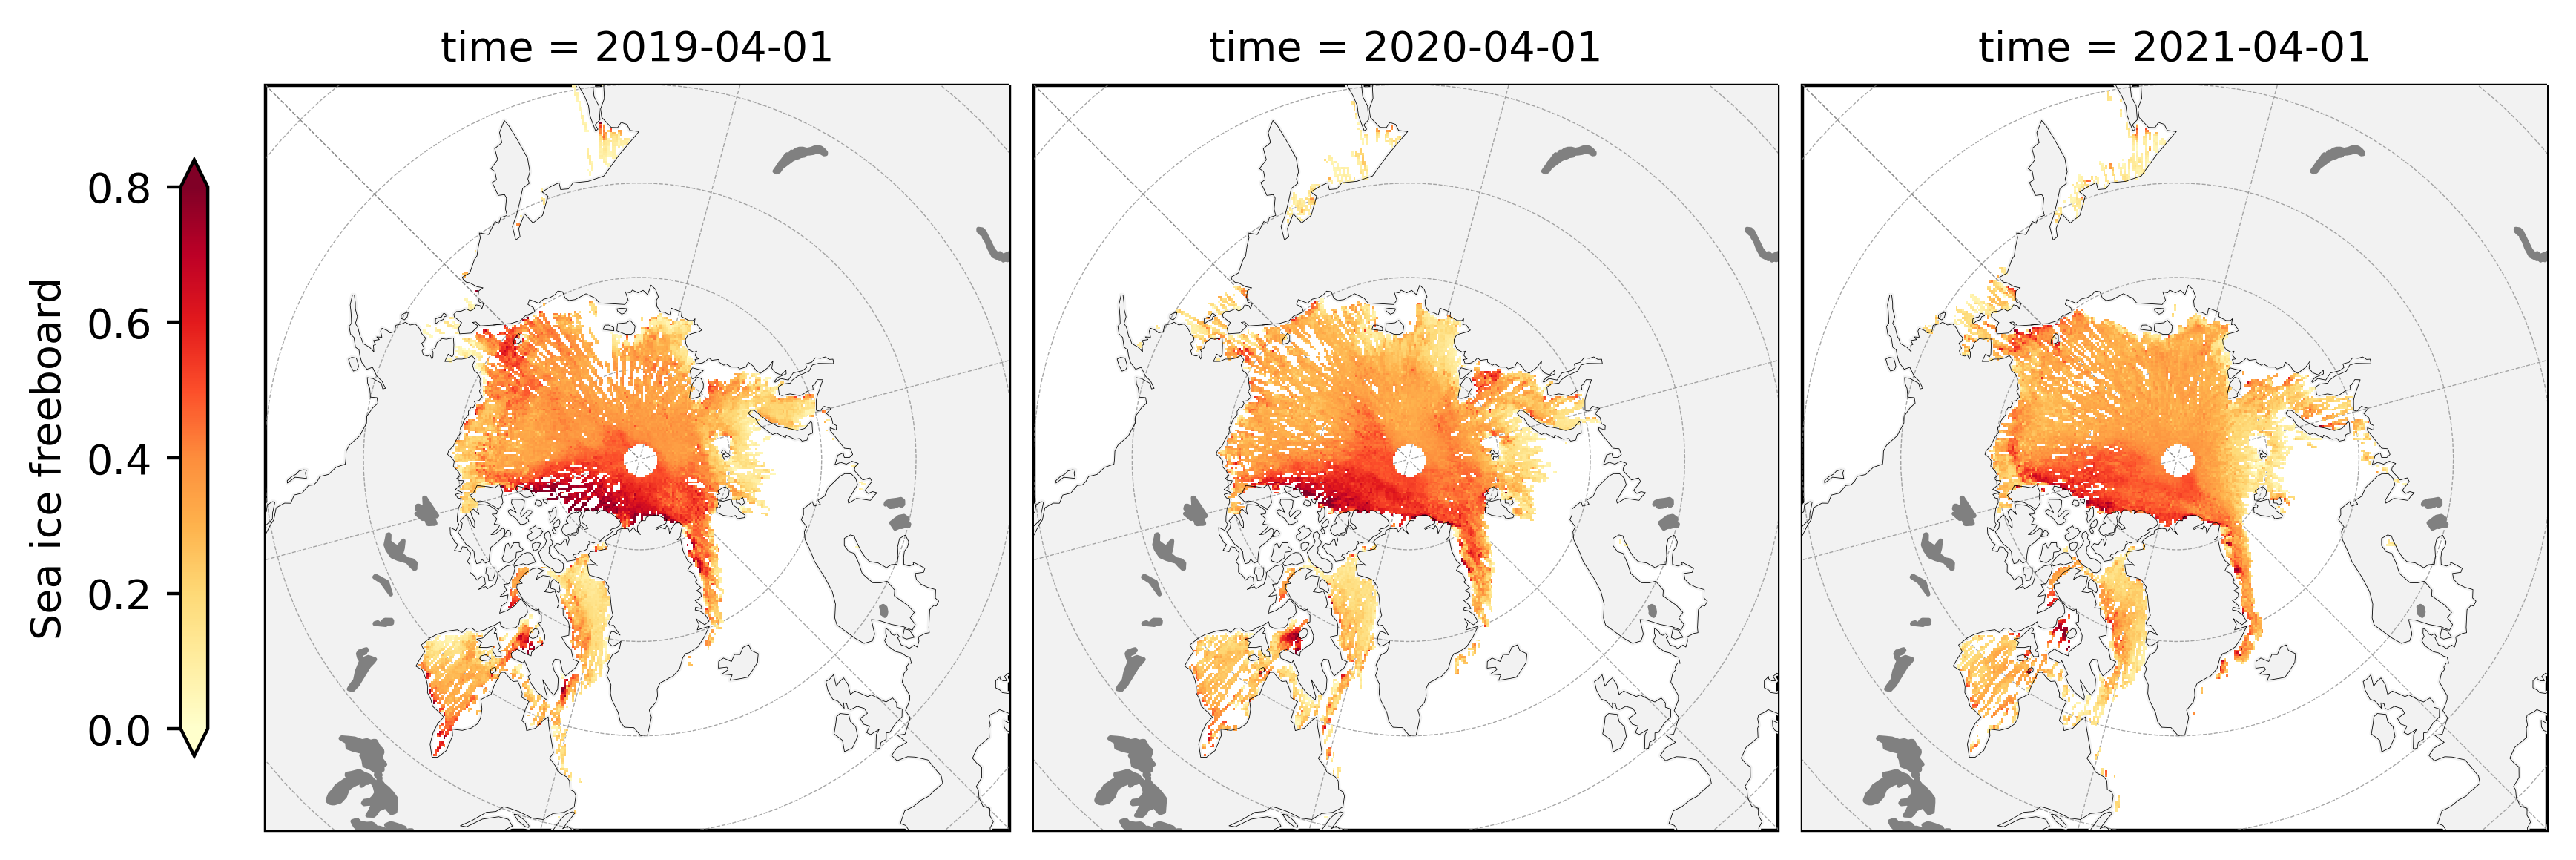 time = 2019-04-01
time = 2020-04-01
time = 2021-04-01
Sea ice freeboard
0.8
0.6
0.4
0.2
0.0